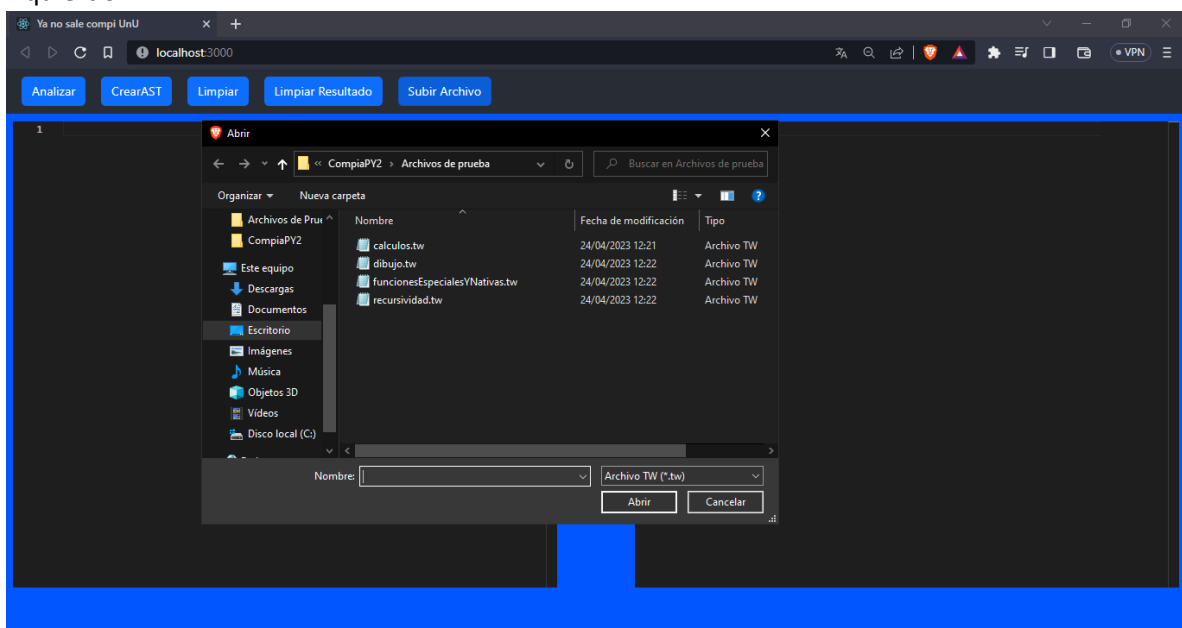 Ya no sale compi UnU
localhost:3000
VPN
Analizar CrearAST Limpiar Limpiar Resultado Subir Archivo
1
Abrir
« CompiaPY2 › Archivos de prueba
Buscar en Archivos de prueba
Organizar Nueva carpeta
Archivos de Prue
CompiaPY2
Este equipo
Descargas
Documentos
Escritorio
Imágenes
Música
Objetos 3D
Vídeos
Disco local (C:)
Nombre Fecha de modificación Tipo
calculos.tw 24/04/2023 12:21 Archivo TW
dibujo.tw 24/04/2023 12:22 Archivo TW
funcionesEspecialesYNativas.tw 24/04/2023 12:22 Archivo TW
recursividad.tw 24/04/2023 12:22 Archivo TW
Nombre: Archivo TW (*.tw)
Abrir Cancelar